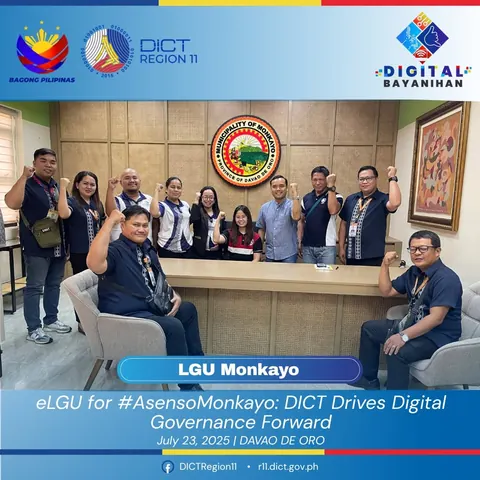 BAGONG PILIPINAS
DICT
REGION 11
DIGITAL
BAYANIHAN
MUNICIPALITY OF MONKAYO
PROVINCE OF DAVAO DE ORO
LGU Monkayo
eLGU for #AsensoMonkayo: DICT Drives Digital
Governance Forward
July 23, 2025 | DAVAO DE ORO
DICTRegion11 • r11.dict.gov.ph